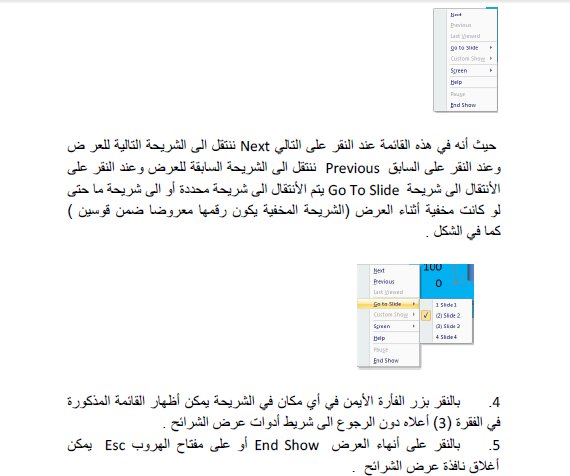 Next
Previous
Last Viewed
Go to Slide
Custom Show
Screen
Help
Pause
End Show
حيث أنه في هذه القائمة عند النقر على التالي Next ننتقل الى الشريحة التالية للعر ض
وعند النقر على السابق Previous ننتقل الى الشريحة السابقة للعرض وعند النقر على
الأنتقال الى شريحة Go To Slide يتم الأنتقال الى شريحة محددة أو الى شريحة ما حتى
لو كانت مخفية أثناء العرض (الشريحة المخفية يكون رقمها معروضا ضمن قوسين )
كما في الشكل .
100
0
Next
Previous
Last Viewed
Go to Slide
Custom Show
Screen
Help
Pause
End Show
1 Slide 1
(2) Slide 2
(3) Slide 3
4 Slide 4
4. بالنقر بزر الفأرة الأيمن في أي مكان في الشريحة يمكن أظهار القائمة المذكورة
في الفقرة (3) أعلاه دون الرجوع الى شريط أدوات عرض الشرائح .
5. بالنقر على أنهاء العرض End Show أو على مفتاح الهروب Esc يمكن
أغلاق نافذة عرض الشرائح .